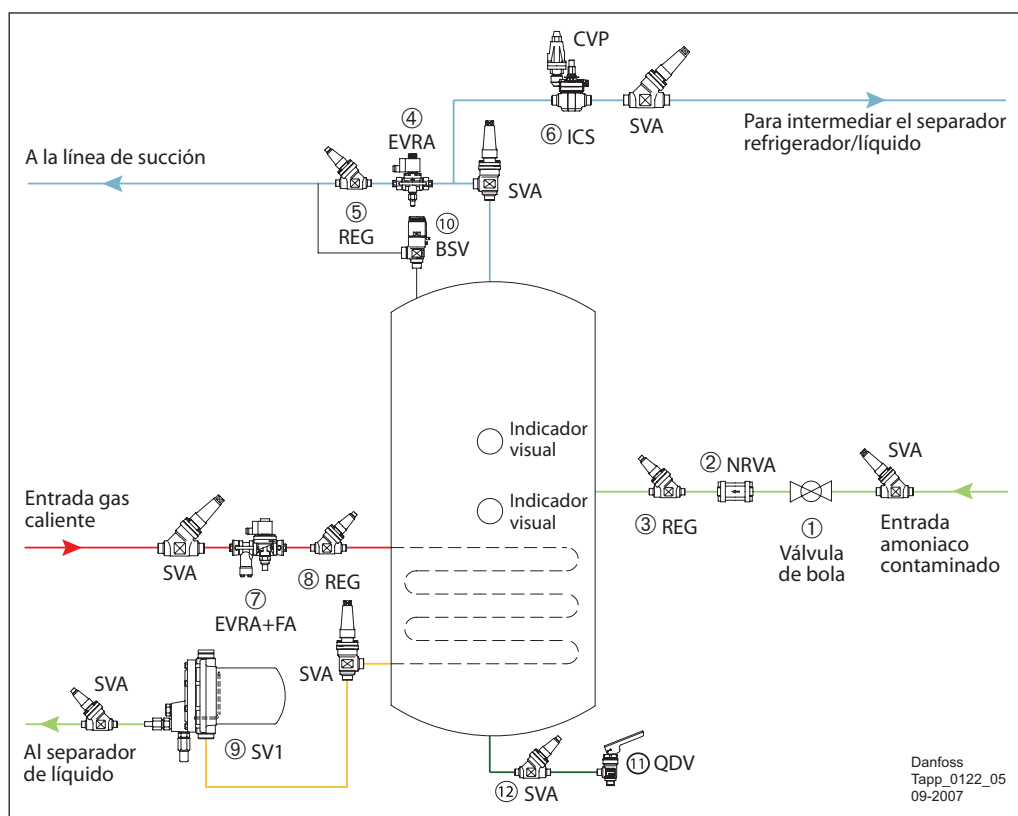 CVP
⑥ ICS
SVA
Para intermediar el separador
refrigerador/líquido
④
EVRA
A la línea de succión
SVA
⑤
REG
⑩
BSV
Indicador
visual
Indicador
visual
SVA
② NRVA
③ REG
①
Válvula
de bola
Entrada
amoniaco
contaminado
Entrada gas
caliente
SVA
⑦
EVRA+FA
⑧ REG
SVA
SVA
⑨ SV1
Al separador
de líquido
⑪ QDV
⑫ SVA
Danfoss
Tapp_0122_05
09-2007